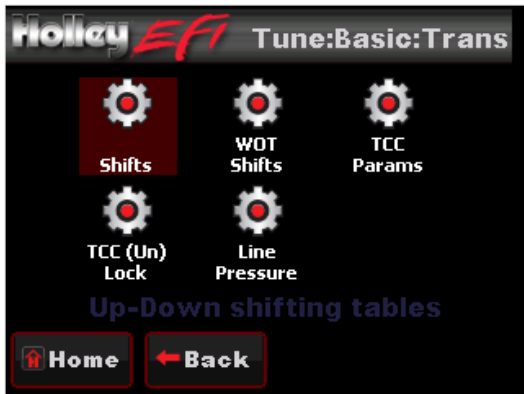 Holley EFI Tune:Basic:Trans
Shifts
WOT
Shifts
TCC
Params
TCC (Un)
Lock
Line
Pressure
Up-Down shifting tables
Home
Back